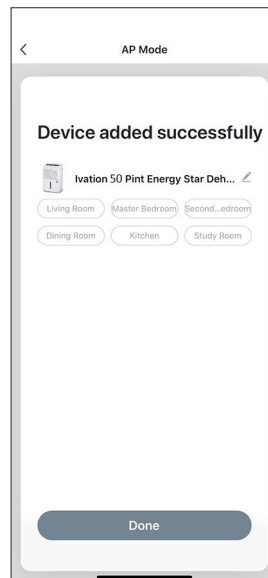 AP Mode
Device added successfully
Ivation 50 Pint Energy Star Deh...
Living Room Master Bedroom Second...edroom
Dining Room Kitchen Study Room
Done